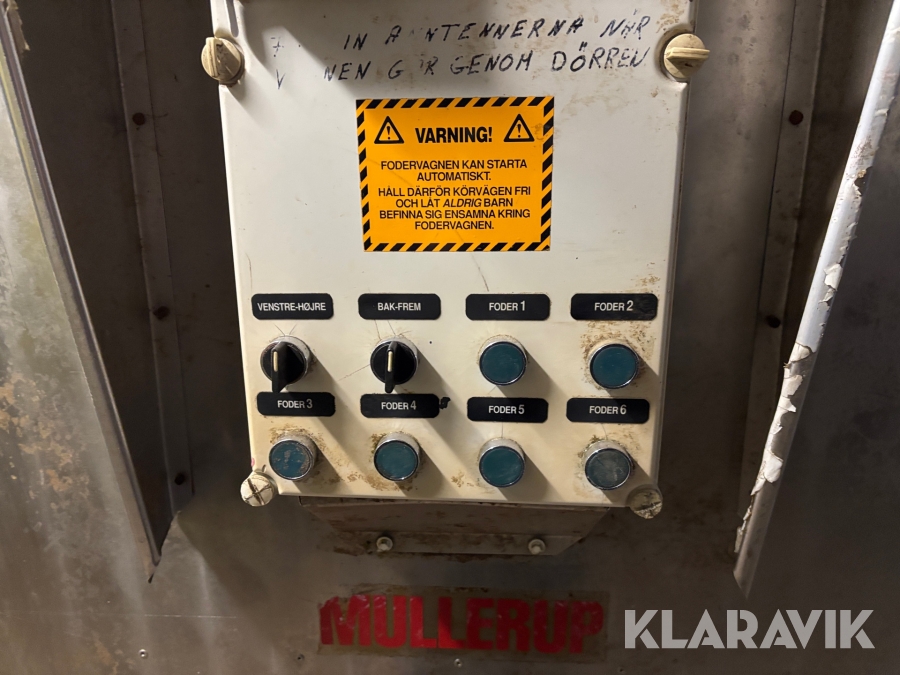 IN ANTENNERNA NÄR
GENOM DÖRREN
VARNING!
FODERVAGNEN KAN STARTA
AUTOMATISKT.
HÅLL DÄRFÖR KÖRVÄGEN FRI
OCH LÅT ALDRIG BARN
BEFINNA SIG ENSAMNA KRING
FODERVAGNEN.
VENSTRE-HØJRE BAK-FREM FODER 1 FODER 2
FODER 3 FODER 4 FODER 5 FODER 6
MULLERUP
KLARAVIK